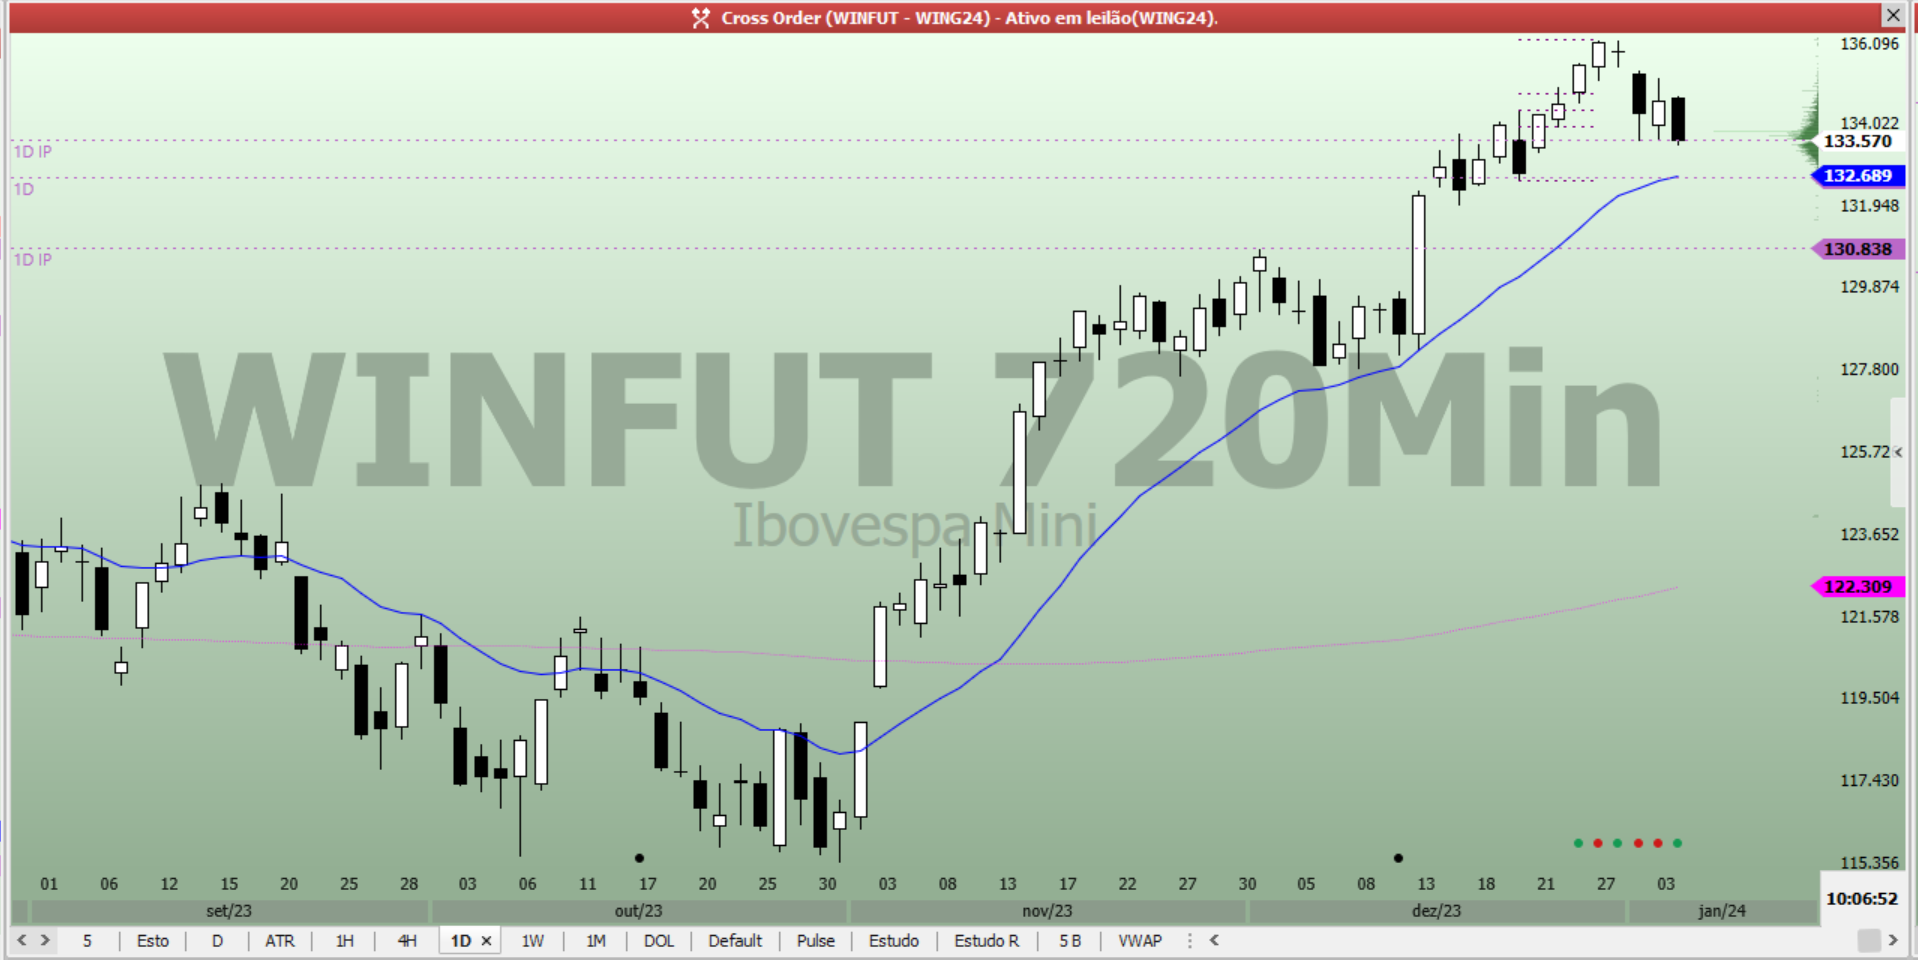 Cross Order (WINFUT - WING24) - Ativo em leilão(WING24).
136.096
134.022
1D IP
133.570
1D
132.689
131.948
1D IP
130.838
129.874
WINFUT 720Min
127.800
125.72
Ibovespa Mini
123.652
122.309
121.578
119.504
117.430
115.356
01 06 12 15 20 25 28 03 06 11 17 20 25 30 03 08 13 17 22 27 30 05 08 13 18 21 27 03
10:06:52
set/23 out/23 nov/23 dez/23 jan/24
< > 5 Esto D ATR 1H 4H 1D × 1W 1M DOL Default Pulse Estudo Estudo R 5 B VWAP